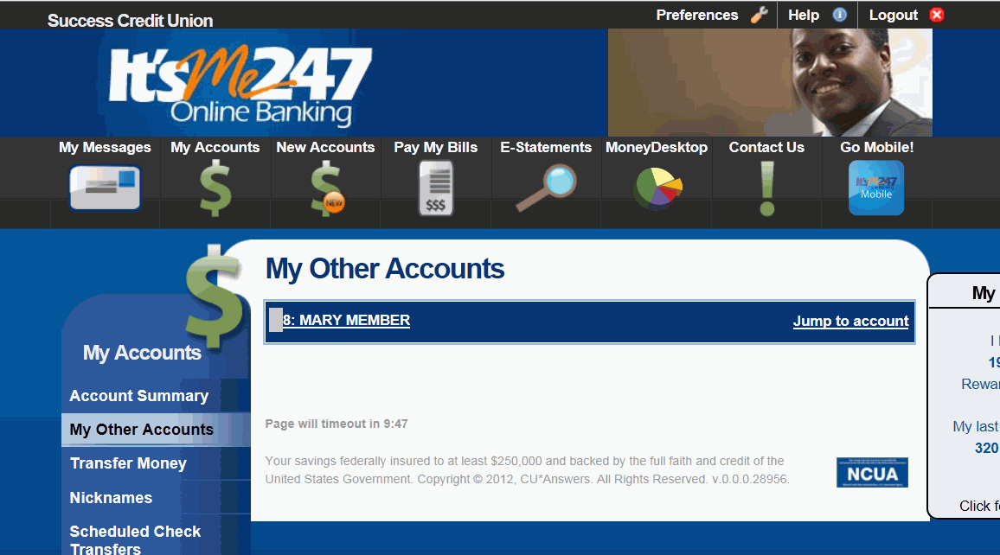 Success Credit Union
Preferences
Help
Logout
It'sMe247
Online Banking
My Messages
My Accounts
New Accounts
Pay My Bills
E-Statements
MoneyDesktop
Contact Us
Go Mobile!
$
$
NEW
$$$
It'sMe247
Mobile
$
My Accounts
Account Summary
My Other Accounts
Transfer Money
Nicknames
Scheduled Check
Transfers
My Other Accounts
8: MARY MEMBER
Jump to account
Page will timeout in 9:47
Your savings federally insured to at least $250,000 and backed by the full faith and credit of the
United States Government. Copyright © 2012, CU*Answers. All Rights Reserved. v.0.0.0.28956.
NCUA
My
I
19
Rewar
My last
320
Click f